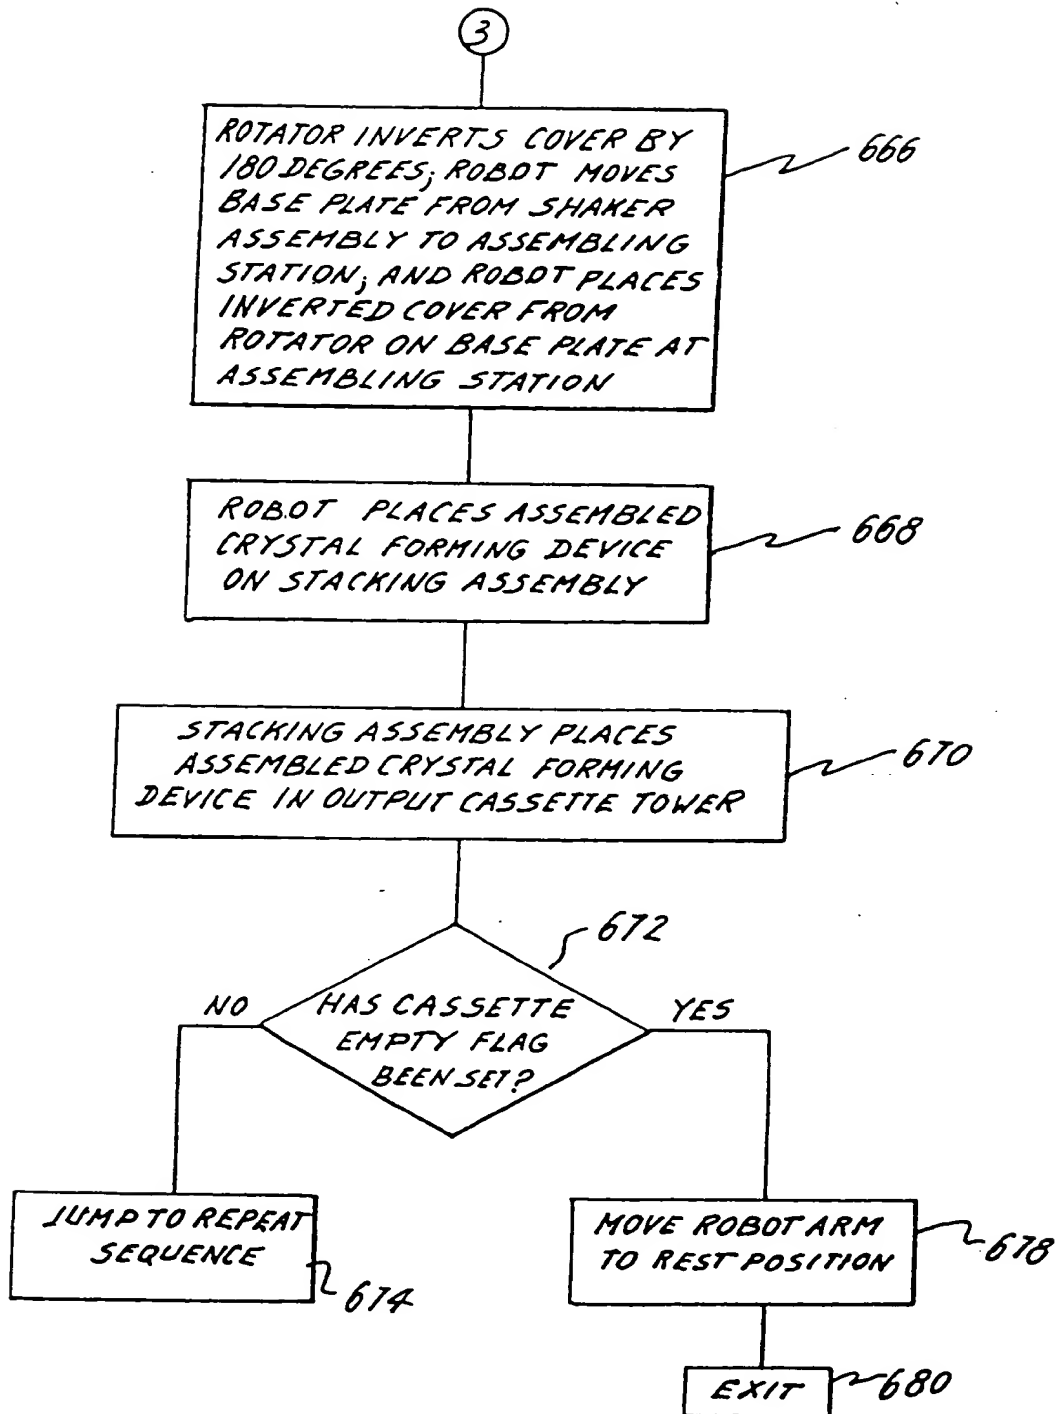 3
ROTATOR INVERTS COVER BY
180 DEGREES; ROBOT MOVES
BASE PLATE FROM SHAKER
ASSEMBLY TO ASSEMBLING
STATION; AND ROBOT PLACES
INVERTED COVER FROM
ROTATOR ON BASE PLATE AT
ASSEMBLING STATION
666
ROBOT PLACES ASSEMBLED
CRYSTAL FORMING DEVICE
ON STACKING ASSEMBLY
668
STACKING ASSEMBLY PLACES
ASSEMBLED CRYSTAL FORMING
DEVICE IN OUTPUT CASSETTE TOWER
670
672
HAS CASSETTE
EMPTY FLAG
BEEN SET?
NO
YES
JUMP TO REPEAT
SEQUENCE
674
MOVE ROBOT ARM
TO REST POSITION
678
EXIT
680